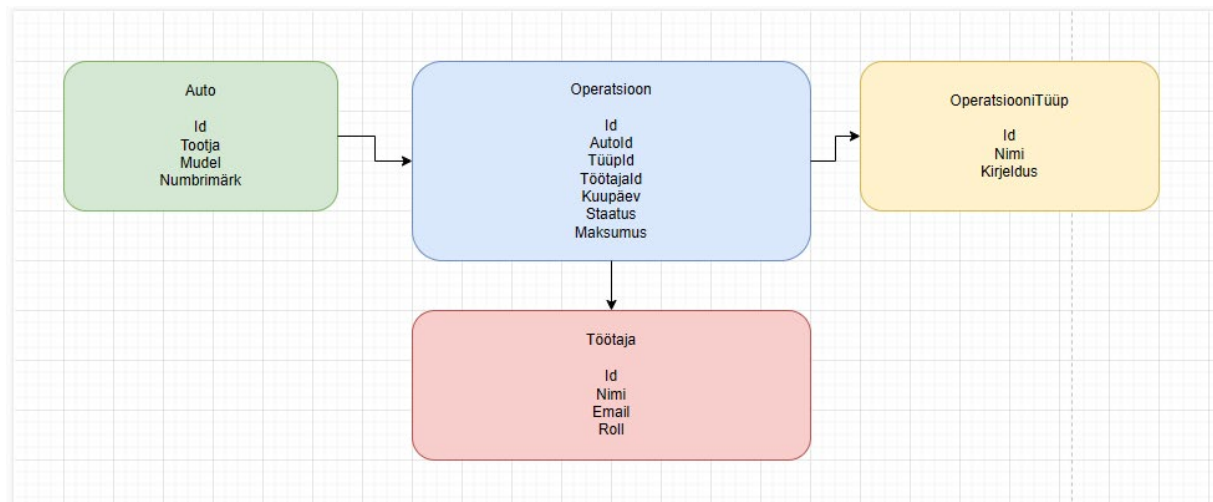 Auto
Id
Tootja
Mudel
Numbrimärk
Operatsioon
Id
AutoId
TüüpId
TöötajaId
Kuupäev
Staatus
Maksumus
OperatsiooniTüüp
Id
Nimi
Kirjeldus
Töötaja
Id
Nimi
Email
Roll